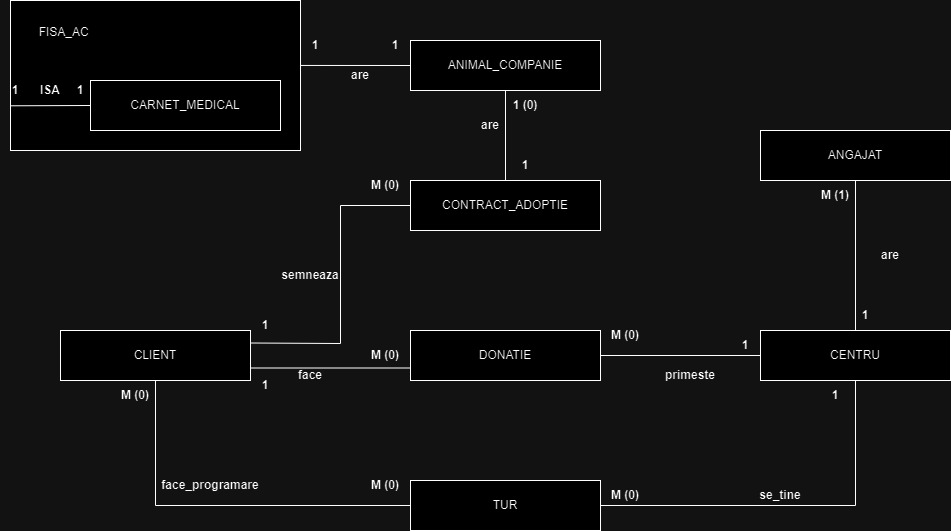 FISA_AC
1 ISA 1
CARNET_MEDICAL
1 1
are
ANIMAL_COMPANIE
1 (0)
are
1
M (0)
CONTRACT_ADOPTIE
semneaza
ANGAJAT
M (1)
are
1
1
CLIENT
M (0)
face
1
DONATIE
M (0)
1
primeste
CENTRU
M (0)
1
face_programare
M (0)
TUR
M (0)
se_tine